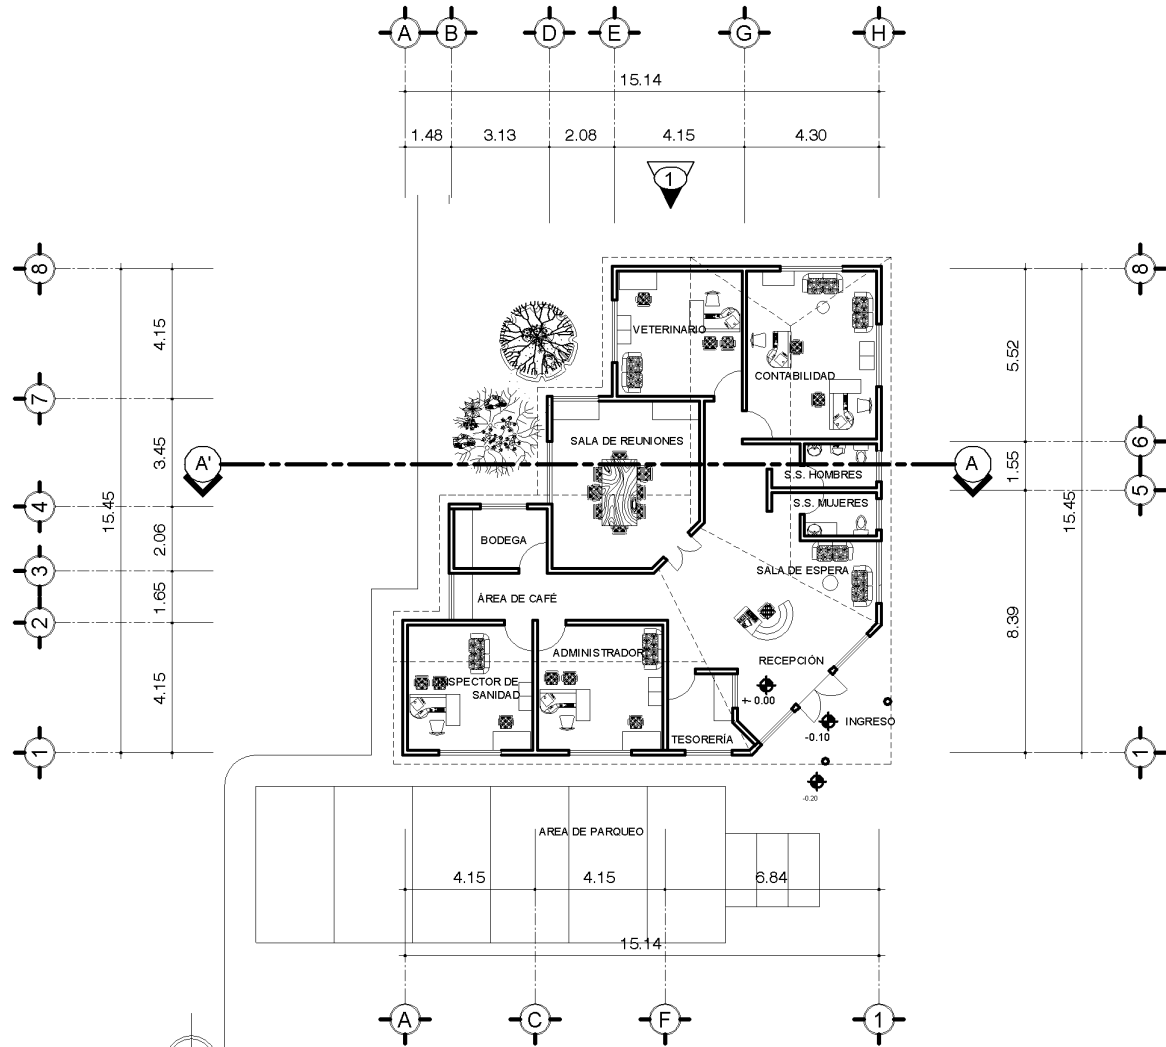 A B D E G H
15.14
1.48 3.13 2.08 4.15 4.30
1
8 8
4.15
5.52
VETERINARIO
CONTABILIDAD
7
6
SALA DE REUNIONES
3.45
A' A
1.55
S.S. HOMBRES
5
S.S. MUJERES
4
15.45 15.45
2.06
BODEGA
SALA DE ESPERA
3
ÁREA DE CAFÉ
1.65
2
8.39
ADMINISTRADOR
RECEPCIÓN
SPECTOR DE
SANIDAD
4.15
+- 0.00
INGRESO
-0.10
TESORERÍA
1 1
-0.20
AREA DE PARQUEO
4.15 4.15 6.84
15.14
A C F 1